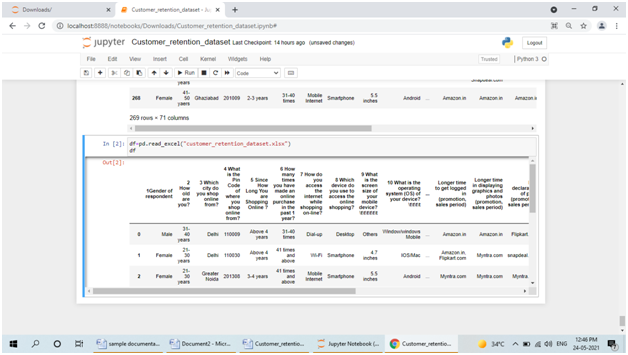 Downloads/
Customer_retention_dataset - Ju
localhost:8888/notebooks/Downloads/Customer_retention_dataset.ipynb#
jupyter Customer_retention_dataset Last Checkpoint: 14 hours ago (unsaved changes)
Logout
File Edit View Insert Cell Kernel Widgets Help
Trusted Python 3
Run Code
years
268 Female 41-50 yaers Ghaziabad 201009 2-3 years 31-40 times Mobile Internet Smartphone 5.5 inches Android ... Amazon.in Amazon.in Amazon.in
269 rows × 71 columns
In [2]: df=pd.read_excel("customer_retention_dataset.xlsx")
df
Out[2]:
1Gender of respondent
2 How old are you?
3 Which city do you shop online from?
4 What is the Pin Code of where you shop online from?
5 Since How Long You are Shopping Online ?
6 How many times you have made an online purchase in the past 1 year?
7 How do you access the internet while shopping on-line?
8 Which device do you use to access the online shopping?
9 What is the screen size of your mobile device?
10 What is the operating system (OS) of your device?
...
Longer time to get logged in (promotion, sales period)
Longer time in displaying graphics and photos (promotion, sales period)
0 Male 31-40 years Delhi 110009 Above 4 years 31-40 times Dial-up Desktop Others Window/windows Mobile ... Amazon.in Amazon.in Flipkart.
1 Female 21-30 years Delhi 110030 Above 4 years 41 times and above Wi-Fi Smartphone 4.7 inches IOS/Mac ... Amazon.in, Flipkart.com Myntra.com snapdeal.
2 Female 21-30 years Greater Noida 201308 3-4 years 41 times and above Mobile Internet Smartphone 5.5 inches Android ... Myntra.com Myntra.com Myntra.
sample documenta...
Document2 - Micr...
Customer_retentio...
Jupyter Notebook (...
Customer_retentio...
34°C
ENG
12:46 PM
24-05-2021